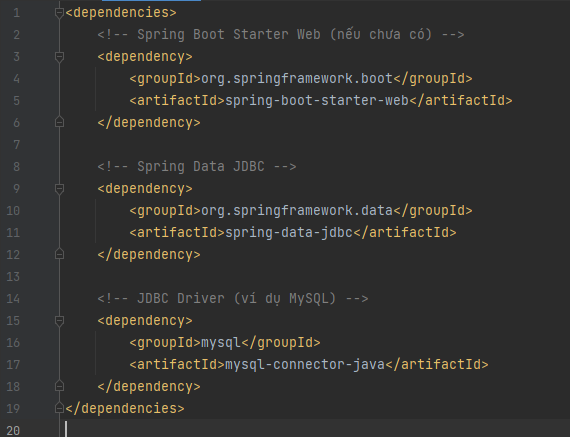 1 <dependencies>
2 <!-- Spring Boot Starter Web (nếu chưa có) -->
3 <dependency>
4 <groupId>org.springframework.boot</groupId>
5 <artifactId>spring-boot-starter-web</artifactId>
6 </dependency>
7
8 <!-- Spring Data JDBC -->
9 <dependency>
10 <groupId>org.springframework.data</groupId>
11 <artifactId>spring-data-jdbc</artifactId>
12 </dependency>
13
14 <!-- JDBC Driver (ví dụ MySQL) -->
15 <dependency>
16 <groupId>mysql</groupId>
17 <artifactId>mysql-connector-java</artifactId>
18 </dependency>
19 </dependencies>
20